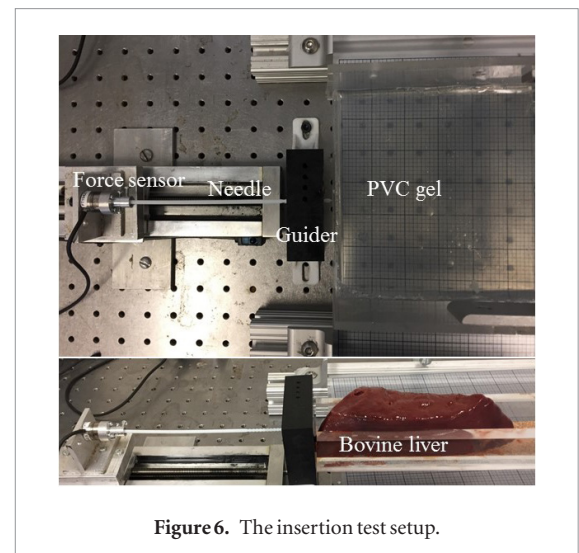 Force sensor
Needle
PVC gel
Guider
Bovine liver
Figure 6. The insertion test setup.